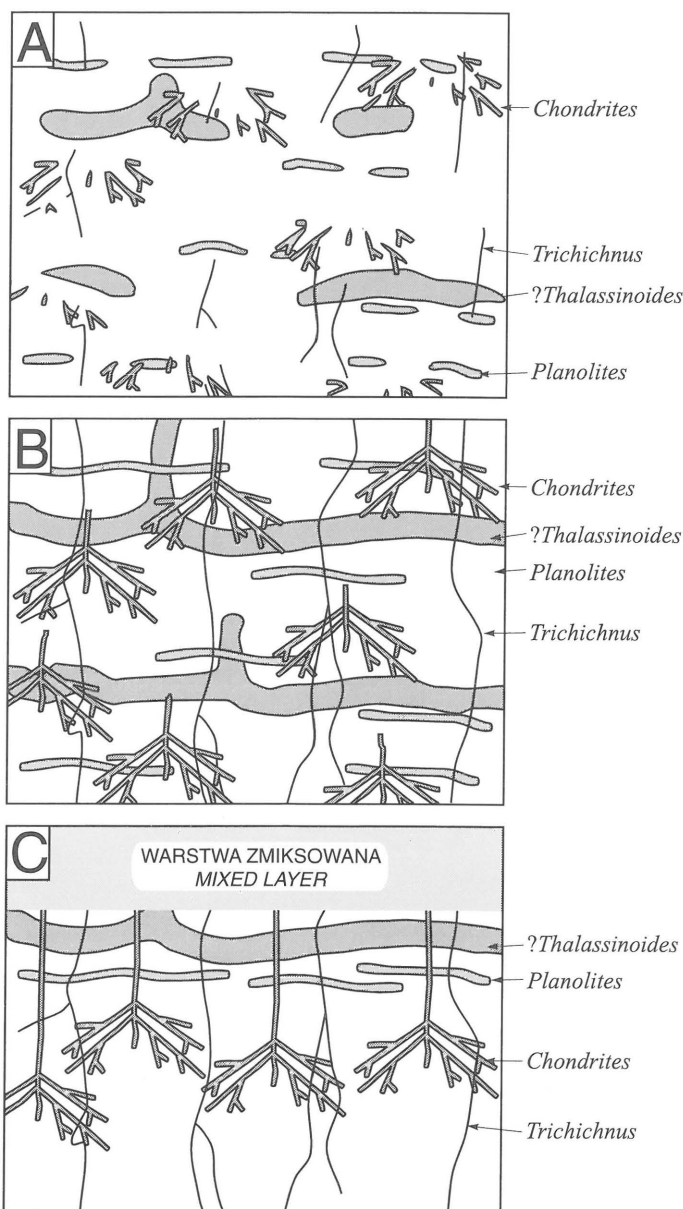 A
Chondrites
Trichichnus
?Thalassinoides
Planolites
B
Chondrites
?Thalassinoides
Planolites
Trichichnus
C
WARSTWA ZMIKSOWANA
MIXED LAYER
?Thalassinoides
Planolites
Chondrites
Trichichnus